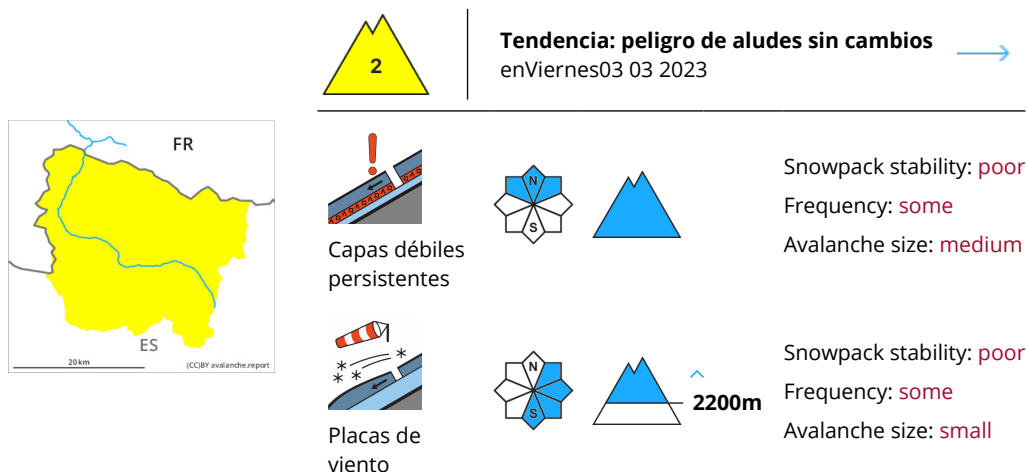 2
Tendencia: peligro de aludes sin cambios
enViernes03 03 2023
FR
ES
20 km
(CC)BY avalanche.report
N
S
Capas débiles
persistentes
Snowpack stability: poor
Frequency: some
Avalanche size: medium
N
S
2200m
Placas de
viento
Snowpack stability: poor
Frequency: some
Avalanche size: small